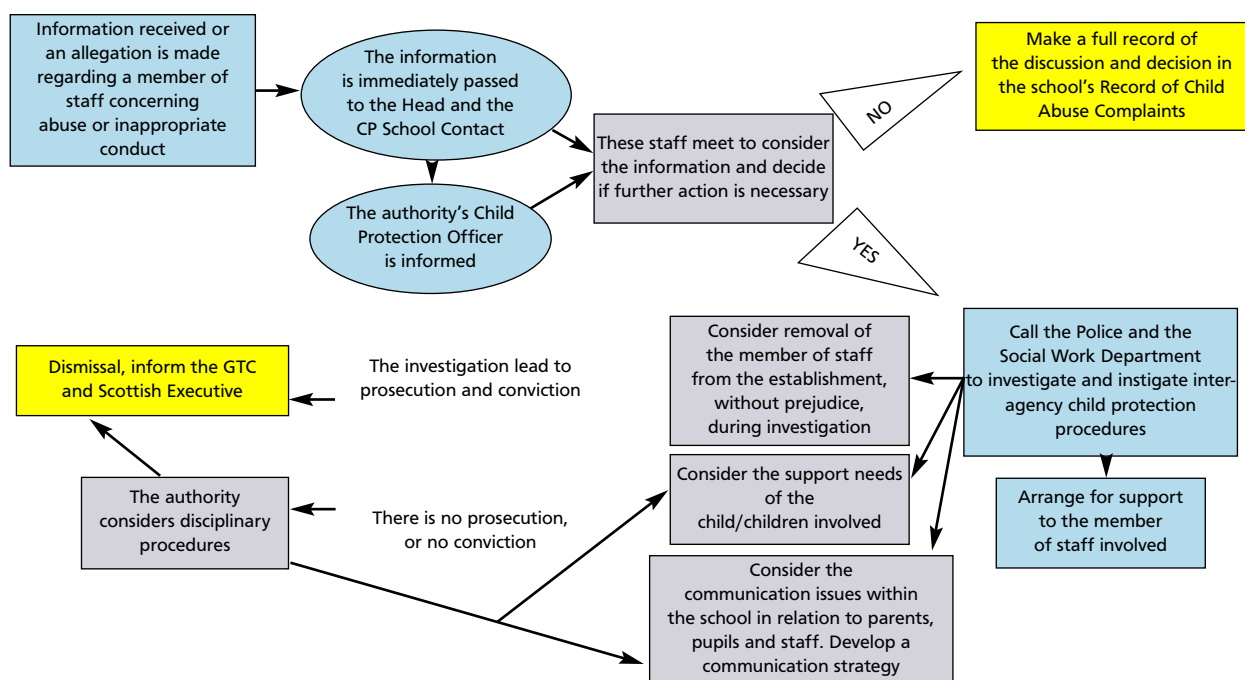 Information received or
an allegation is made
regarding a member of
staff concerning
abuse or inappropriate
conduct
The information
is immediately passed
to the Head and the
CP School Contact
The authority's Child
Protection Officer
is informed
These staff meet to consider
the information and decide
if further action is necessary
NO
Make a full record of
the discussion and decision in
the school's Record of Child
Abuse Complaints
YES
Call the Police and the
Social Work Department
to investigate and instigate inter-
agency child protection
procedures
Arrange for support
to the member
of staff involved
Consider removal of
the member of staff
from the establishment,
without prejudice,
during investigation
Consider the support needs
of the
child/children involved
Consider the
communication issues within
the school in relation to parents,
pupils and staff. Develop a
communication strategy
The investigation lead to
prosecution and conviction
Dismissal, inform the GTC
and Scottish Executive
There is no prosecution,
or no conviction
The authority
considers disciplinary
procedures